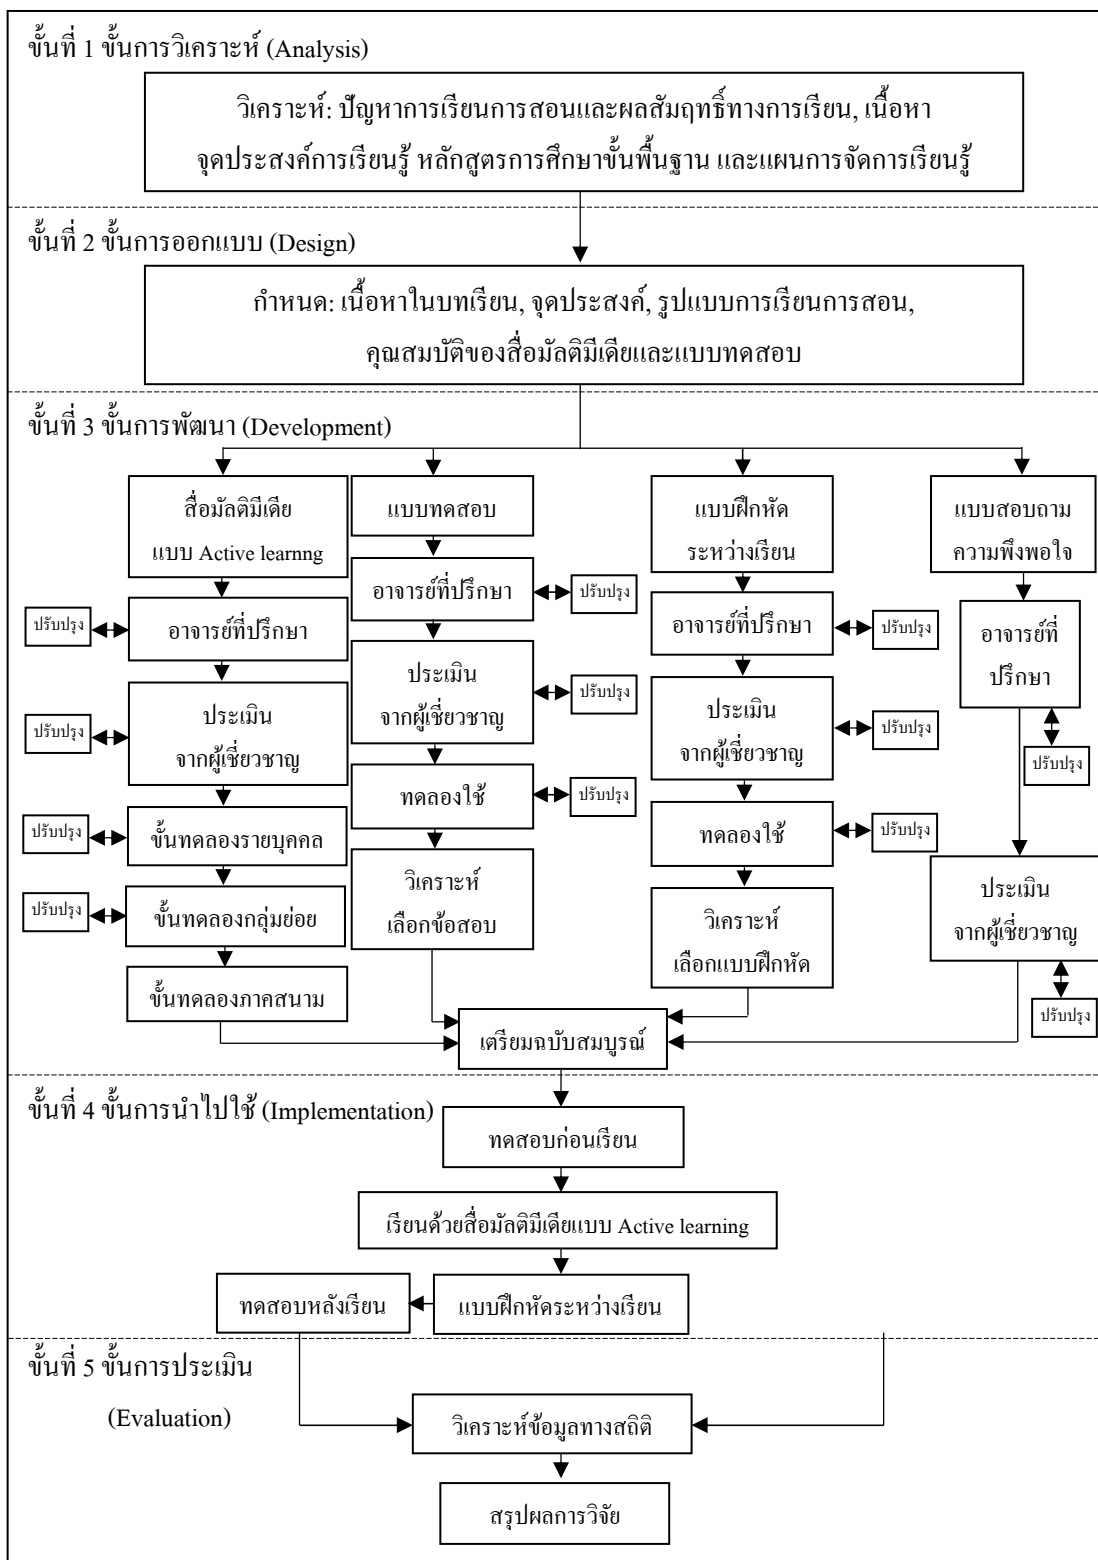 ขั้นที่ 1 ขั้นการวิเคราะห์ (Analysis)
วิเคราะห์: ปัญหาการเรียนการสอนและผลสัมฤทธิ์ทางการเรียน, เนื้อหา
จุดประสงค์การเรียนรู้ หลักสูตรการศึกษาขั้นพื้นฐาน และแผนการจัดการเรียนรู้
ขั้นที่ 2 ขั้นการออกแบบ (Design)
กำหนด: เนื้อหาในบทเรียน, จุดประสงค์, รูปแบบการเรียนการสอน,
คุณสมบัติของสื่อมัลติมีเดียและแบบทดสอบ
ขั้นที่ 3 ขั้นการพัฒนา (Development)
สื่อมัลติมีเดีย
แบบ Active learnng
อาจารย์ที่ปรึกษา
ปรับปรุง
ประเมิน
จากผู้เชี่ยวชาญ
ปรับปรุง
ขั้นทดลองรายบุคคล
ปรับปรุง
ขั้นทดลองกลุ่มย่อย
ปรับปรุง
ขั้นทดลองภาคสนาม
แบบทดสอบ
อาจารย์ที่ปรึกษา
ปรับปรุง
ประเมิน
จากผู้เชี่ยวชาญ
ปรับปรุง
ทดลองใช้
ปรับปรุง
วิเคราะห์
เลือกข้อสอบ
แบบฝึกหัด
ระหว่างเรียน
อาจารย์ที่ปรึกษา
ปรับปรุง
ประเมิน
จากผู้เชี่ยวชาญ
ปรับปรุง
ทดลองใช้
ปรับปรุง
วิเคราะห์
เลือกแบบฝึกหัด
แบบสอบถาม
ความพึงพอใจ
อาจารย์ที่
ปรึกษา
ปรับปรุง
ประเมิน
จากผู้เชี่ยวชาญ
ปรับปรุง
เตรียมฉบับสมบูรณ์
ขั้นที่ 4 ขั้นการนำไปใช้ (Implementation)
ทดสอบก่อนเรียน
เรียนด้วยสื่อมัลติมีเดียแบบ Active learning
ทดสอบหลังเรียน
แบบฝึกหัดระหว่างเรียน
ขั้นที่ 5 ขั้นการประเมิน
(Evaluation)
วิเคราะห์ข้อมูลทางสถิติ
สรุปผลการวิจัย